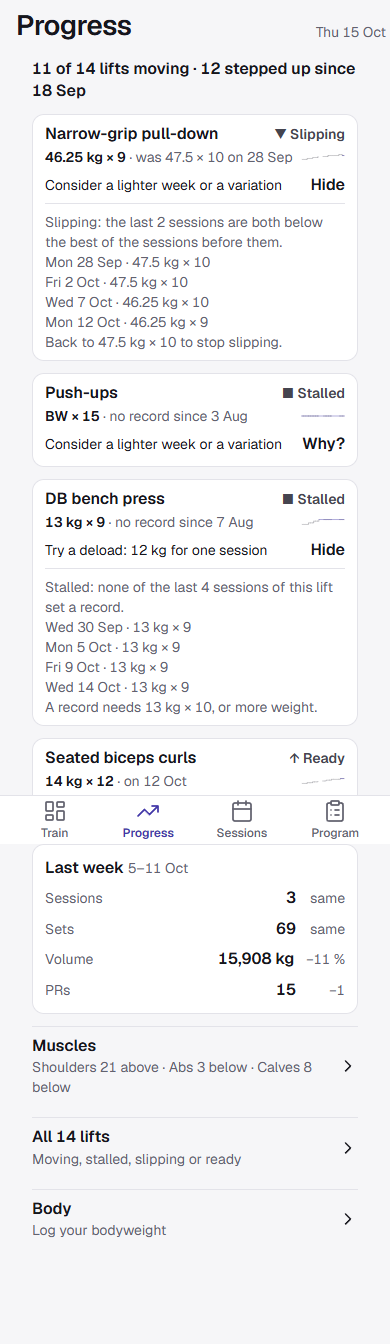 Progress
Thu 15 Oct
11 of 14 lifts moving · 12 stepped up since
18 Sep
Narrow-grip pull-down ▼ Slipping
46.25 kg × 9 · was 47.5 × 10 on 28 Sep
Consider a lighter week or a variation Hide
Slipping: the last 2 sessions are both below
the best of the sessions before them.
Mon 28 Sep · 47.5 kg × 10
Fri 2 Oct · 47.5 kg × 10
Wed 7 Oct · 46.25 kg × 10
Mon 12 Oct · 46.25 kg × 9
Back to 47.5 kg × 10 to stop slipping.
Push-ups ■ Stalled
BW × 15 · no record since 3 Aug
Consider a lighter week or a variation Why?
DB bench press ■ Stalled
13 kg × 9 · no record since 7 Aug
Try a deload: 12 kg for one session Hide
Stalled: none of the last 4 sessions of this lift
set a record.
Wed 30 Sep · 13 kg × 9
Mon 5 Oct · 13 kg × 9
Fri 9 Oct · 13 kg × 9
Wed 14 Oct · 13 kg × 9
A record needs 13 kg × 10, or more weight.
Seated biceps curls ↑ Ready
14 kg × 12 · on 12 Oct
Train Progress Sessions Program
Last week 5–11 Oct
Sessions 3 same
Sets 69 same
Volume 15,908 kg −11 %
PRs 15 −1
Muscles
Shoulders 21 above · Abs 3 below · Calves 8
below
All 14 lifts
Moving, stalled, slipping or ready
Body
Log your bodyweight